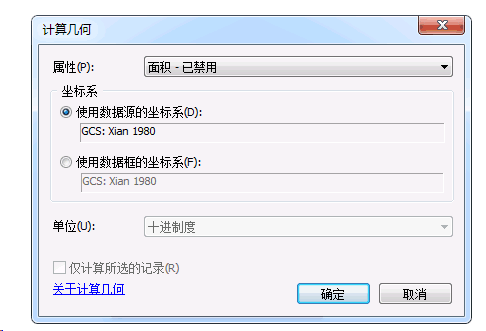 计算几何
属性(P):
面积 - 已禁用
坐标系
使用数据源的坐标系(D):
GCS: Xian 1980
使用数据框的坐标系(F):
GCS: Xian 1980
单位(U):
十进制度
仅计算所选的记录(R)
关于计算几何
确定
取消